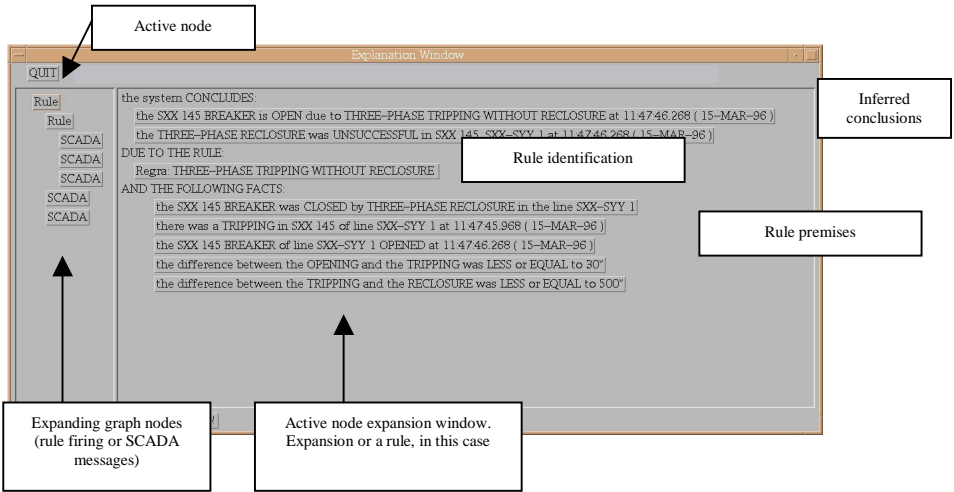 Active node
Explanation Window
QUIT
Rule
Rule
SCADA
SCADA
SCADA
SCADA
SCADA
the system CONCLUDES:
the SXX 145 BREAKER is OPEN due to THREE–PHASE TRIPPING WITHOUT RECLOSURE at 11:47:46.268 ( 15–MAR–96 )
the THREE–PHASE RECLOSURE was UNSUCCESSFUL in SXX 145, SXX–SYY 1 at 11:47:46.268 ( 15–MAR–96 )
DUE TO THE RULE:
Regra: THREE–PHASE TRIPPING WITHOUT RECLOSURE
AND THE FOLLOWING FACTS:
the SXX 145 BREAKER was CLOSED by THREE–PHASE RECLOSURE in the line SXX–SYY 1
there was a TRIPPING in SXX 145 of line SXX–SYY 1 at 11:47:45.968 ( 15–MAR–96 )
the SXX 145 BREAKER of line SXX–SYY 1 OPENED at 11:47:46.268 ( 15–MAR–96 )
the difference between the OPENING and the TRIPPING was LESS or EQUAL to 30"
the difference between the TRIPPING and the RECLOSURE was LESS or EQUAL to 500"
Inferred
conclusions
Rule identification
Rule premises
Expanding graph nodes
(rule firing or SCADA
messages)
Active node expansion window.
Expansion or a rule, in this case